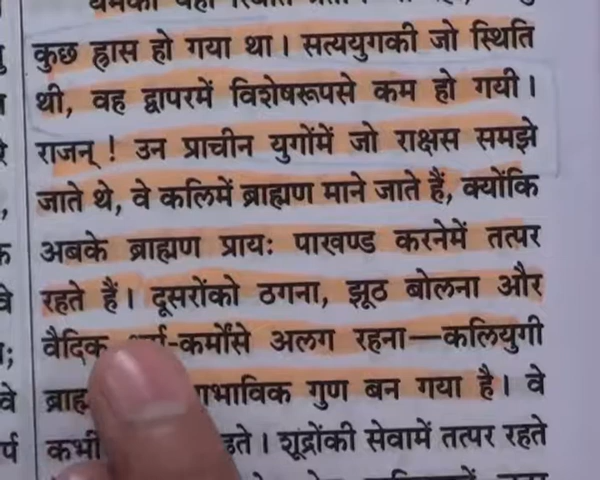 कुछ ह्रास हो गया था। सत्ययुगकी जो स्थिति
थी, वह द्वापरमें विशेषरूपसे कम हो गयी।
राजन्! उन प्राचीन युगोंमें जो राक्षस समझे
जाते थे, वे कलिमें ब्राह्मण माने जाते हैं, क्योंकि
अबके ब्राह्मण प्रायः पाखण्ड करनेमें तत्पर
रहते हैं। दूसरोंको ठगना, झूठ बोलना और
वैदिक -कर्मोंसे अलग रहना—कलियुगी
गुण बन गया है। वे
कभी । शूद्रोंकी सेवामें तत्पर रहते